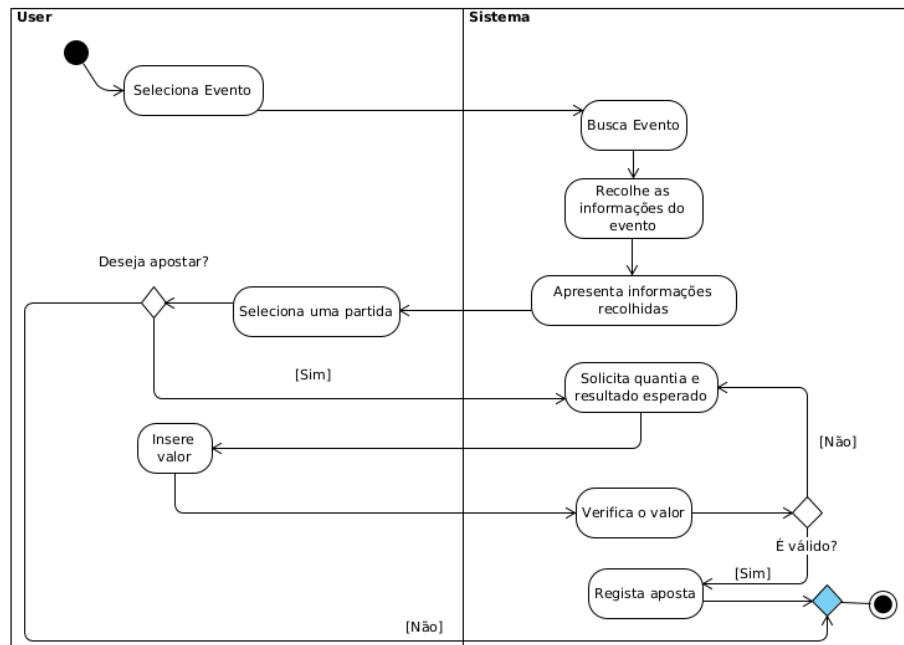 User
Sistema
Seleciona Evento
Busca Evento
Recolhe as
informações do
evento
Deseja apostar?
Apresenta informações
recolhidas
Seleciona uma partida
[Sim]
Solicita quantia e
resultado esperado
Insere
valor
[Não]
Verifica o valor
É válido?
[Sim]
Regista aposta
[Não]